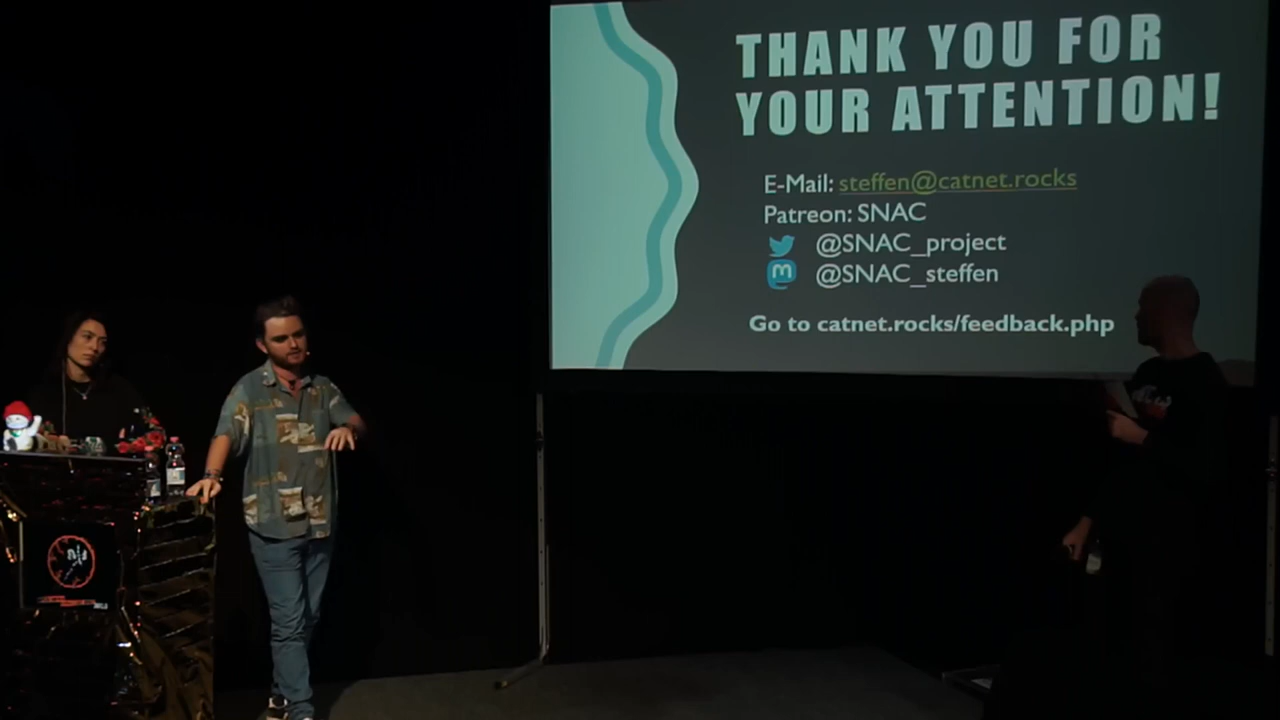 THANK YOU FOR
YOUR ATTENTION!
E-Mail: steffen@catnet.rocks
Patreon: SNAC
@SNAC_project
@SNAC_steffen
Go to catnet.rocks/feedback.php